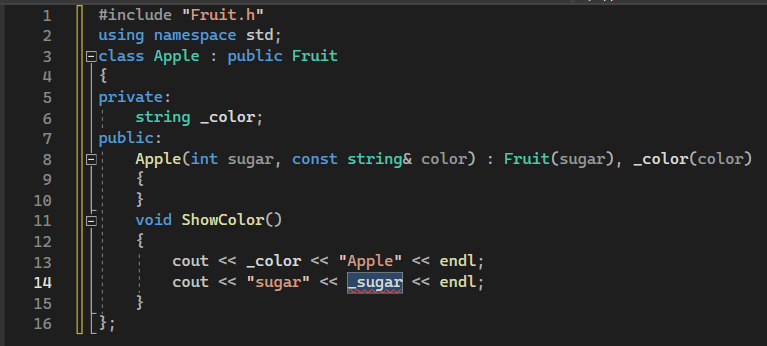 1 #include "Fruit.h"
2 using namespace std;
3 class Apple : public Fruit
4 {
5 private:
6 string _color;
7 public:
8 Apple(int sugar, const string& color) : Fruit(sugar), _color(color)
9 {
10 }
11 void ShowColor()
12 {
13 cout << _color << "Apple" << endl;
14 cout << "sugar" << _sugar << endl;
15 }
16 };